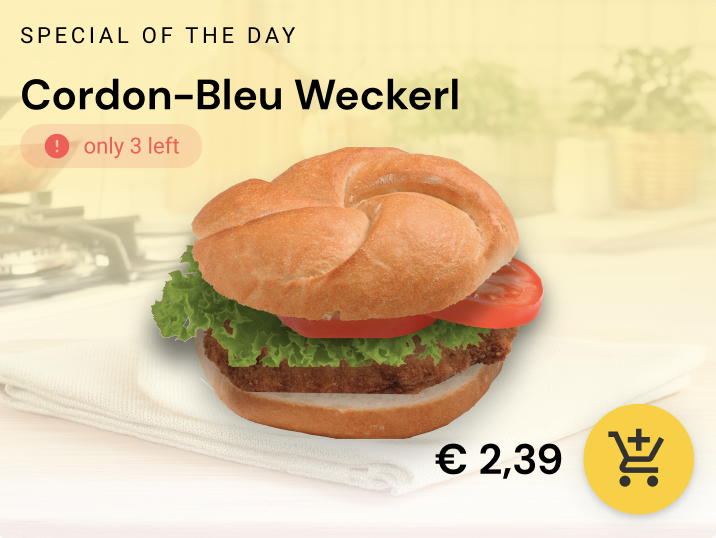 SPECIAL OF THE DAY
Cordon-Bleu Weckerl
! only 3 left
€ 2,39